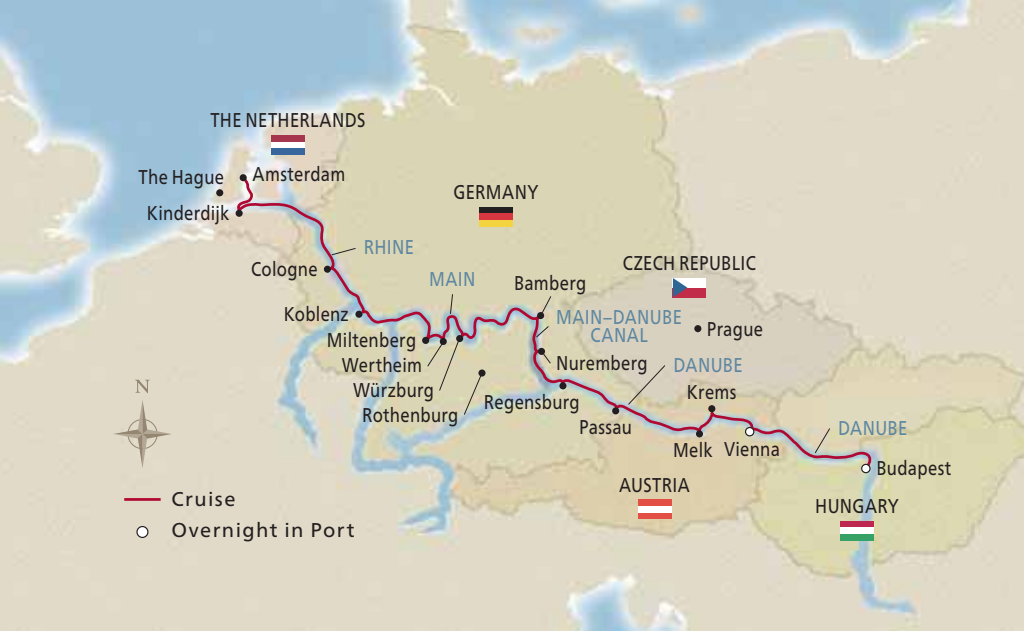 THE NETHERLANDS
The Hague
Amsterdam
Kinderdijk
GERMANY
RHINE
Cologne
MAIN
CZECH REPUBLIC
Bamberg
Koblenz
MAIN–DANUBE
CANAL
Prague
Miltenberg
Wertheim
Nuremberg
DANUBE
Würzburg
Krems
Rothenburg
Regensburg
Passau
DANUBE
Melk
Vienna
Budapest
AUSTRIA
HUNGARY
N
Cruise
Overnight in Port